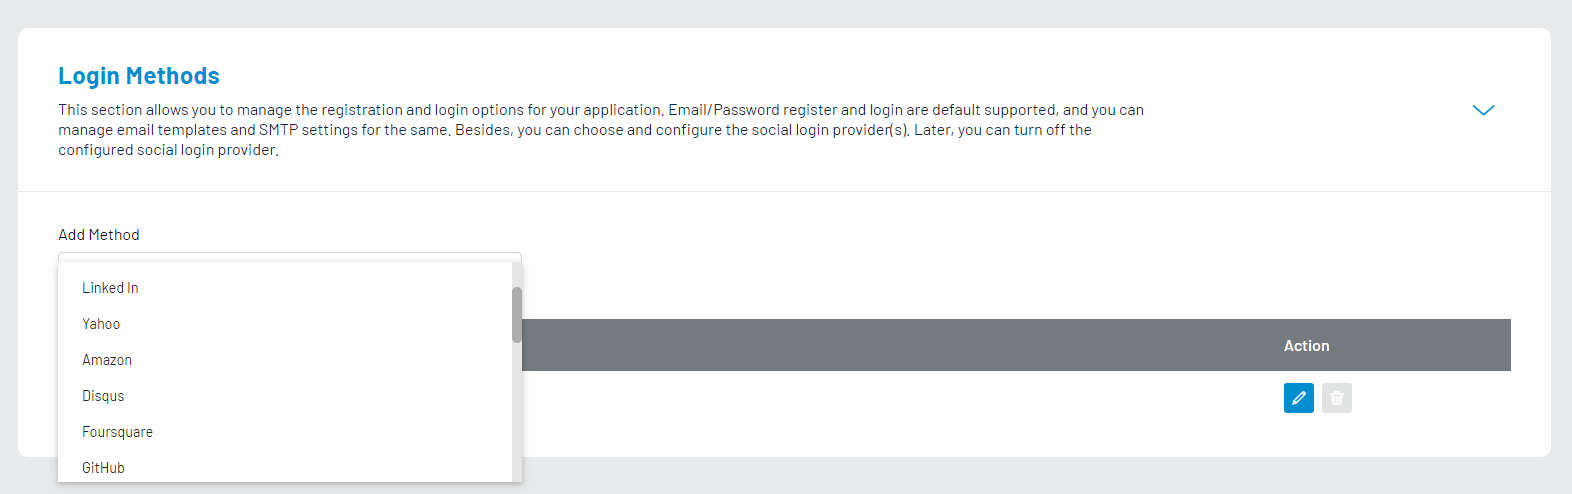 Login Methods
This section allows you to manage the registration and login options for your application. Email/Password register and login are default supported, and you can
manage email templates and SMTP settings for the same. Besides, you can choose and configure the social login provider(s). Later, you can turn off the
configured social login provider.
Add Method
Linked In
Yahoo
Amazon
Disqus
Foursquare
GitHub
Action